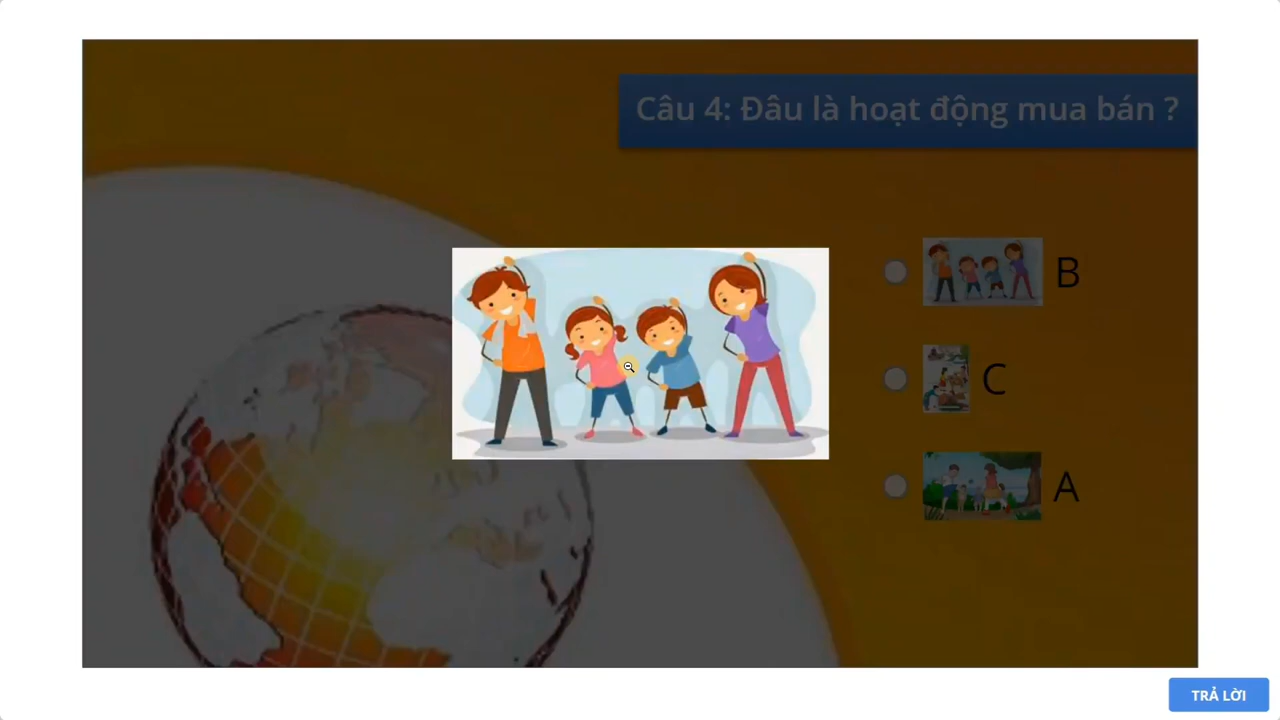 Câu 4: Đâu là hoạt động mua bán ?
B
C
A
TRẢ LỜI